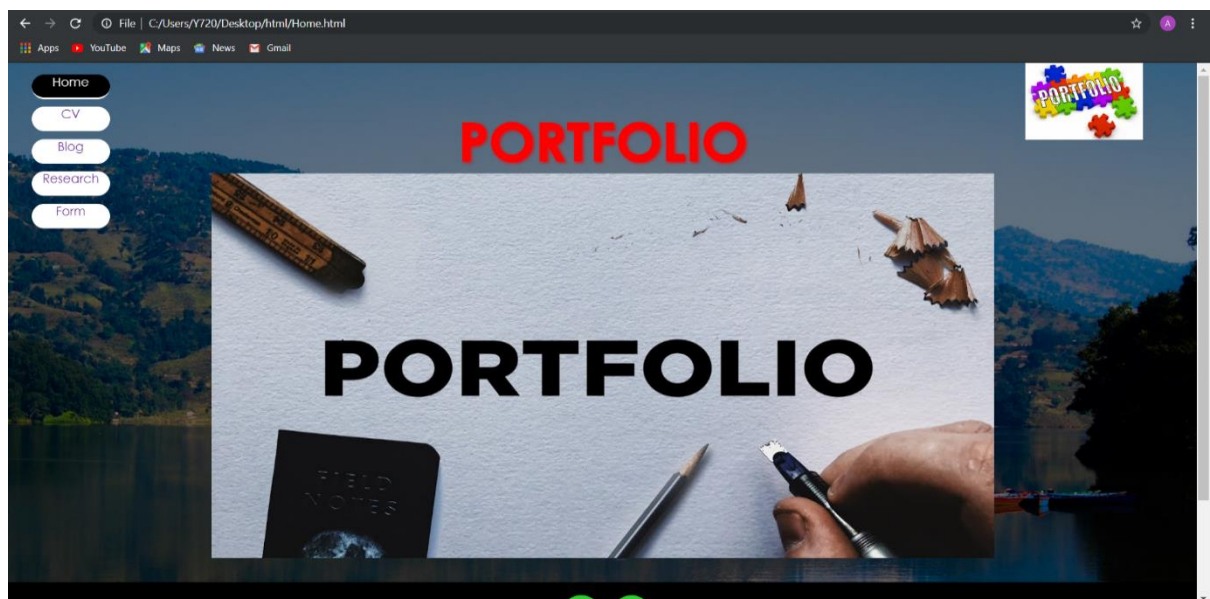 File | C:/Users/Y720/Desktop/html/Home.html
A
Apps YouTube Maps News Gmail
Home
CV
Blog
Research
Form
PORTFOLIO
PORTFOLIO
PORTFOLIO
FIELD
NOTES